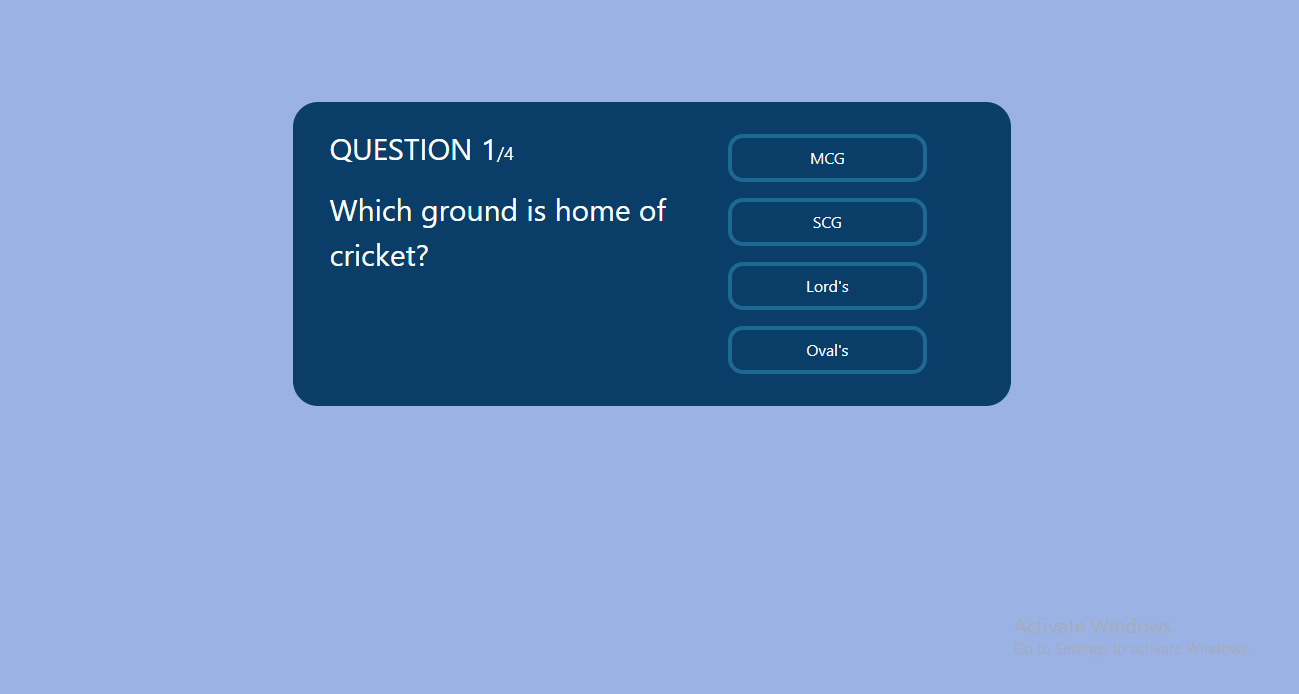 QUESTION 1/4
Which ground is home of
cricket?
MCG
SCG
Lord's
Oval's
Activate Windows
Go to Settings to activate Windows.